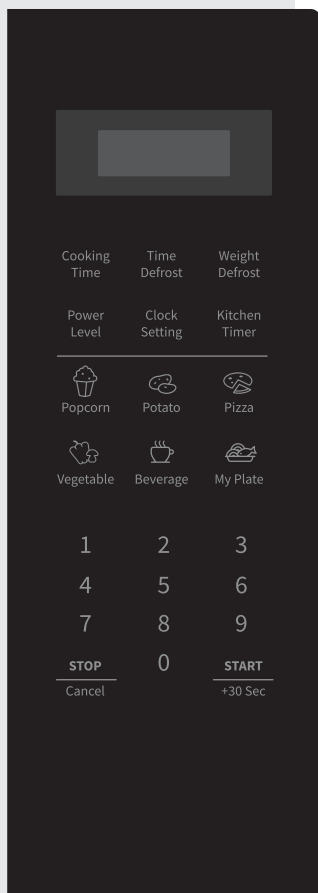 Cooking Time Weight
Time Defrost Defrost
Power Clock Kitchen
Level Setting Timer
Popcorn Potato Pizza
Vegetable Beverage My Plate
1 2 3
4 5 6
7 8 9
STOP 0 START
Cancel +30 Sec